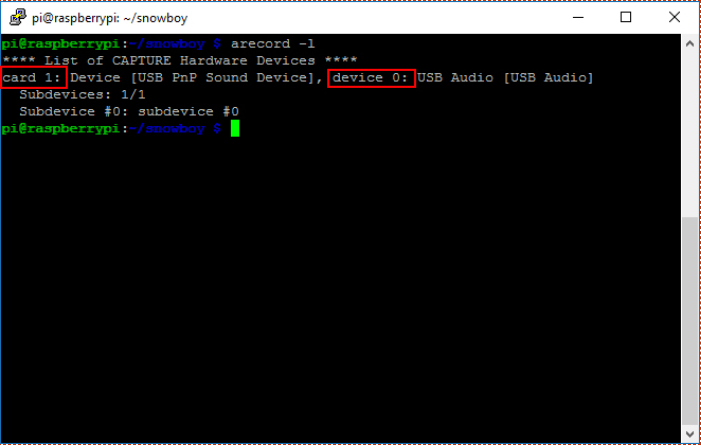 pi@raspberrypi: ~/snowboy
pi@raspberrypi:~/snowboy $ arecord -l
**** List of CAPTURE Hardware Devices ****
card 1: Device [USB PnP Sound Device], device 0: USB Audio [USB Audio]
  Subdevices: 1/1
  Subdevice #0: subdevice #0
pi@raspberrypi:~/snowboy $